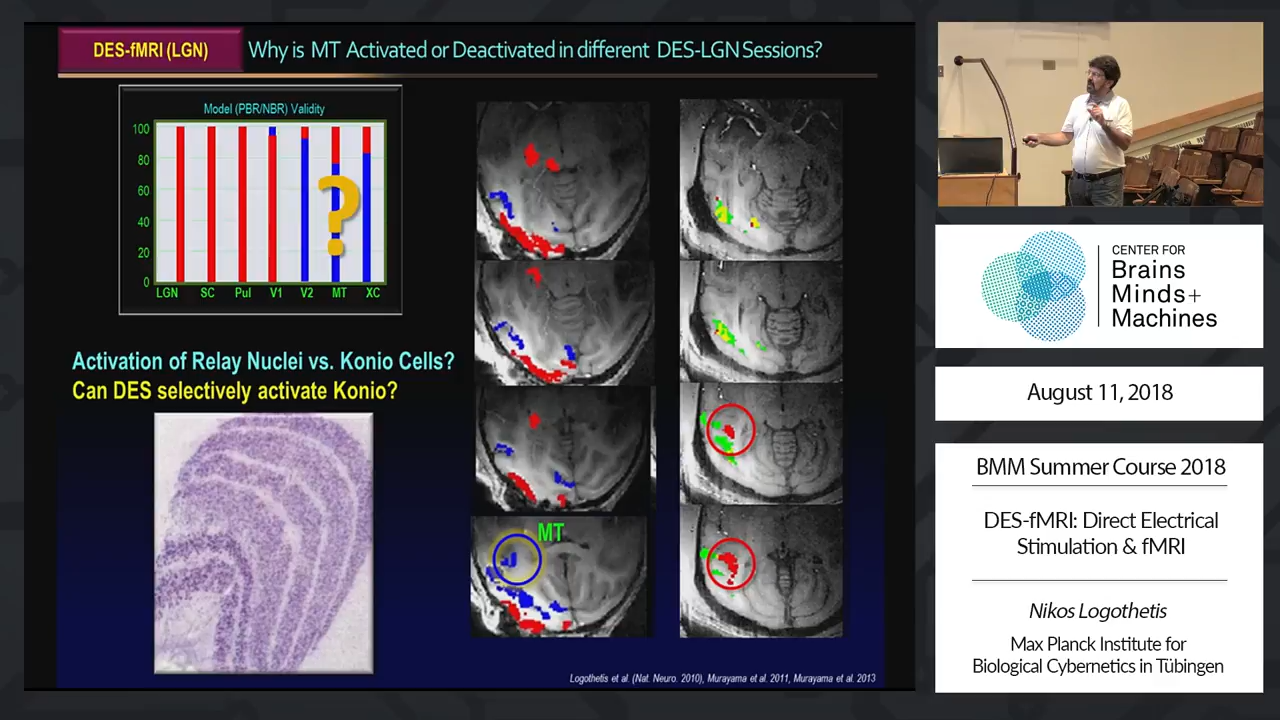 DES-fMRI (LGN)
Why is MT Activated or Deactivated in different DES-LGN Sessions?
Model (PBR/NBR) Validity
100
80
60
40
20
0
?
LGN SC Pul V1 V2 MT XC
Activation of Relay Nuclei vs. Konio Cells?
Can DES selectively activate Konio?
MT
Logothetis et al. (Nat. Neuro. 2010), Murayama et al. 2011, Murayama et al. 2013
CENTER FOR
Brains
Minds+
Machines
August 11, 2018
BMM Summer Course 2018
DES-fMRI: Direct Electrical
Stimulation & fMRI
Nikos Logothetis
Max Planck Institute for
Biological Cybernetics in Tübingen